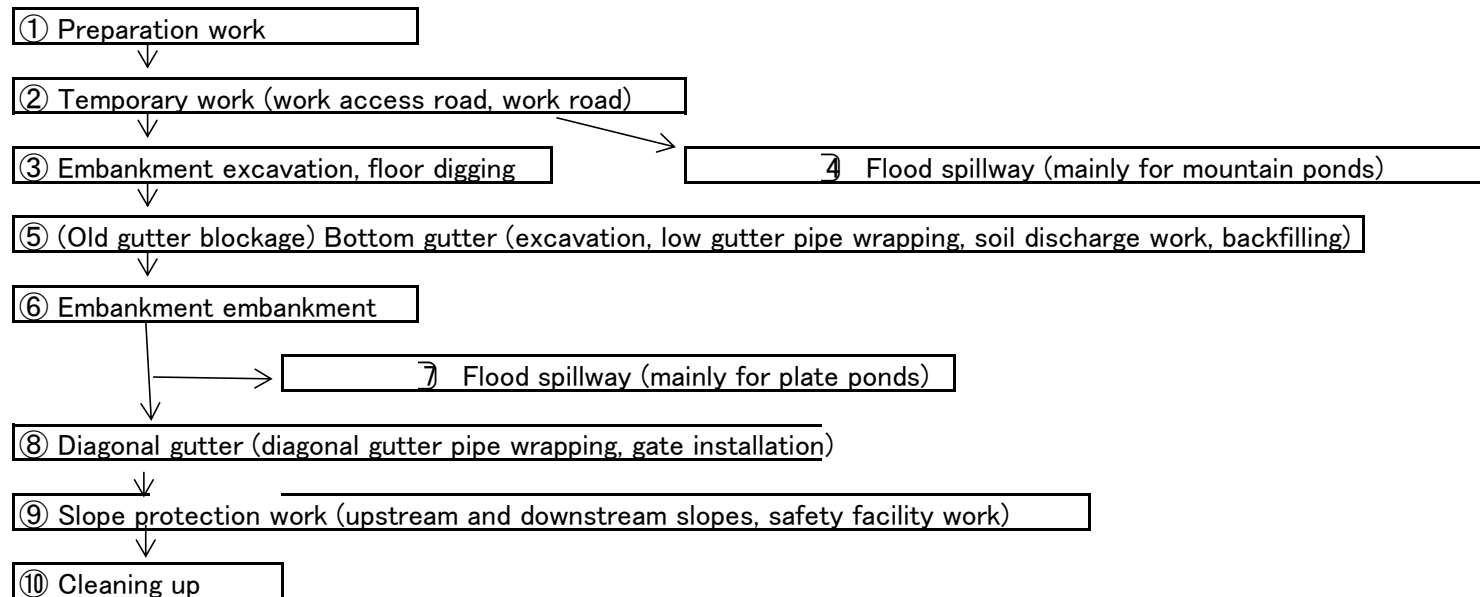 ① Preparation work
② Temporary work (work access road, work road)
③ Embankment excavation, floor digging
4 Flood spillway (mainly for mountain ponds)
⑤ (Old gutter blockage) Bottom gutter (excavation, low gutter pipe wrapping, soil discharge work, backfilling)
⑥ Embankment embankment
7 Flood spillway (mainly for plate ponds)
⑧ Diagonal gutter (diagonal gutter pipe wrapping, gate installation)
⑨ Slope protection work (upstream and downstream slopes, safety facility work)
⑩ Cleaning up